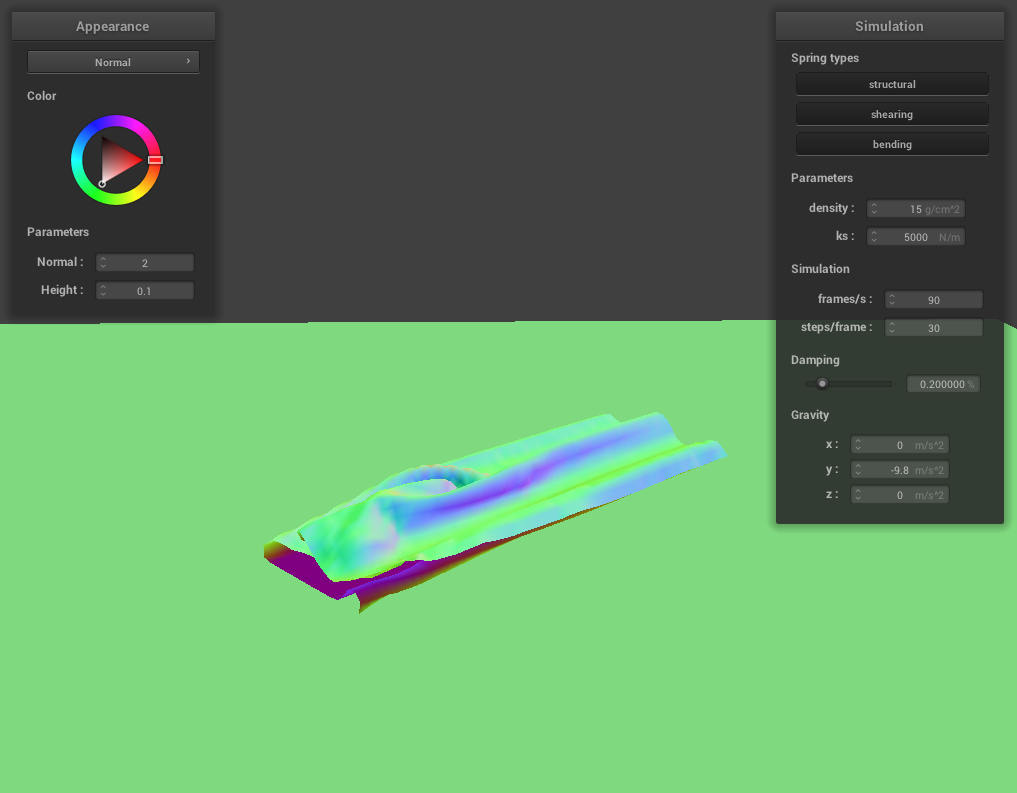 Appearance
Normal
Color
Parameters
Normal :
2
Height :
0.1
Simulation
Spring types
structural
shearing
bending
Parameters
density : 15 g/cm^2
ks : 5000 N/m
Simulation
frames/s : 90
steps/frame : 30
Damping
0.200000 %
Gravity
x : 0 m/s^2
y : -9.8 m/s^2
z : 0 m/s^2